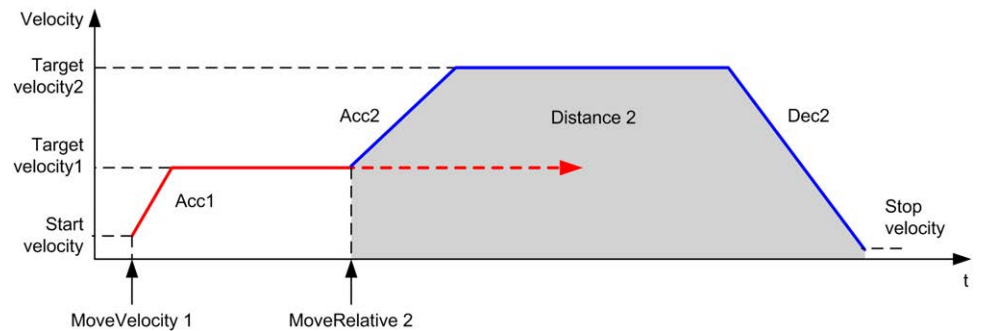 Velocity
Target
velocity2
Acc2
Distance 2
Dec2
Target
velocity1
Acc1
Start
velocity
Stop
velocity
t
MoveVelocity 1
MoveRelative 2